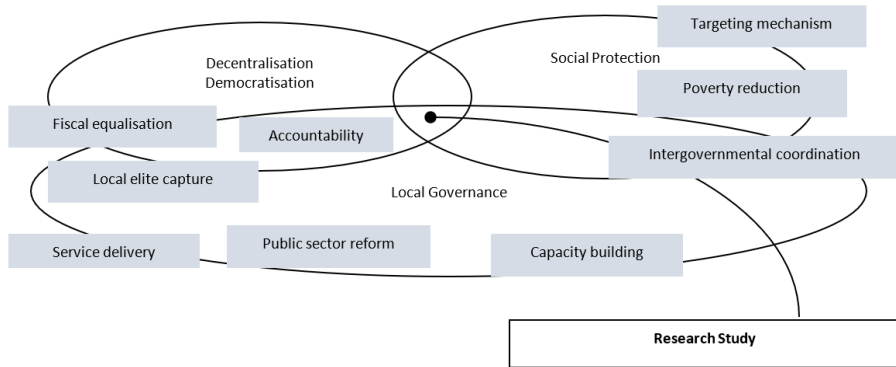 Targeting mechanism
Decentralisation
Democratisation
Social Protection
Poverty reduction
Fiscal equalisation
Accountability
Intergovernmental coordination
Local elite capture
Local Governance
Service delivery
Public sector reform
Capacity building
Research Study